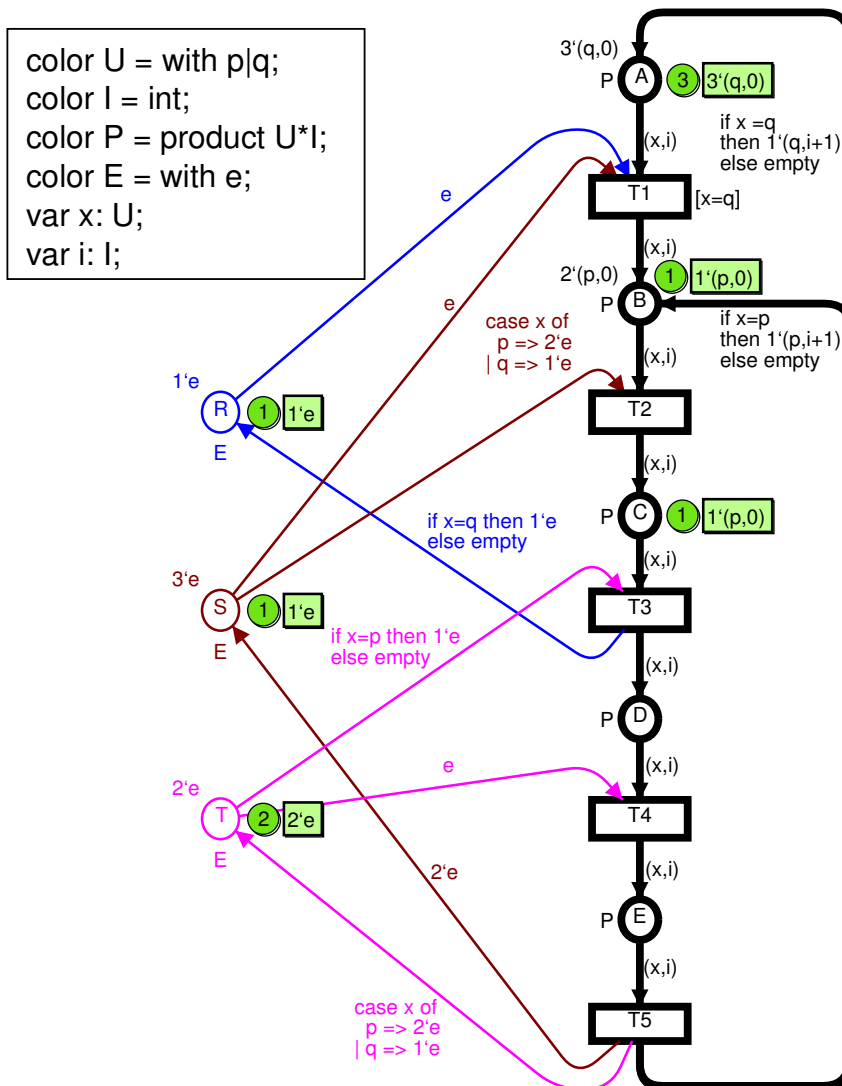 color U = with p|q;
color I = int;
color P = product U*I;
color E = with e;
var x: U;
var i: I;
3‘(q,0)
P
A
3
3‘(q,0)
(x,i)
if x =q
then 1‘(q,i+1)
else empty
e
T1
[x=q]
(x,i)
2‘(p,0)
P
B
1
1‘(p,0)
e
case x of
p => 2‘e
| q => 1‘e
(x,i)
if x=p
then 1‘(p,i+1)
else empty
1‘e
R
E
1
1‘e
T2
(x,i)
P
C
1
1‘(p,0)
if x=q then 1‘e
else empty
(x,i)
3‘e
S
E
1
1‘e
T3
if x=p then 1‘e
else empty
(x,i)
P
D
2‘e
T
E
2
2‘e
e
(x,i)
T4
2‘e
(x,i)
P
E
(x,i)
case x of
p => 2‘e
| q => 1‘e
T5